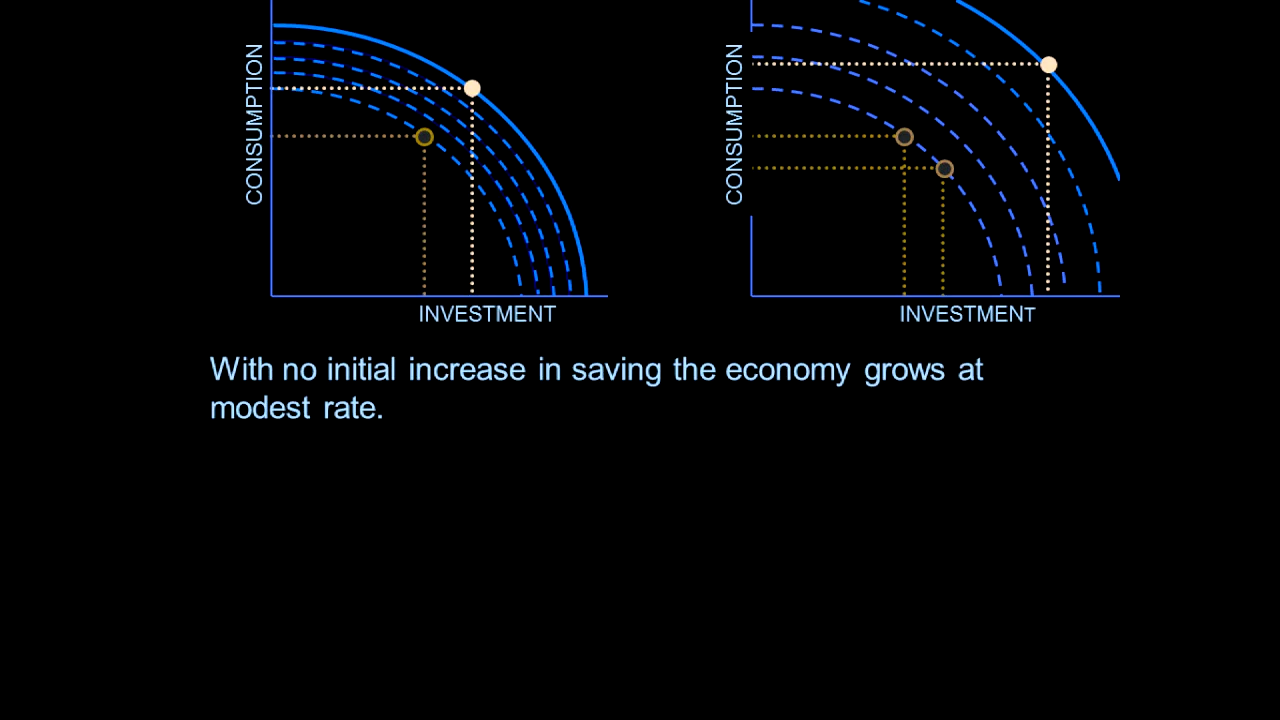 CONSUMPTION
CONSUMPTION
INVESTMENT
INVESTMENT
With no initial increase in saving the economy grows at
modest rate.